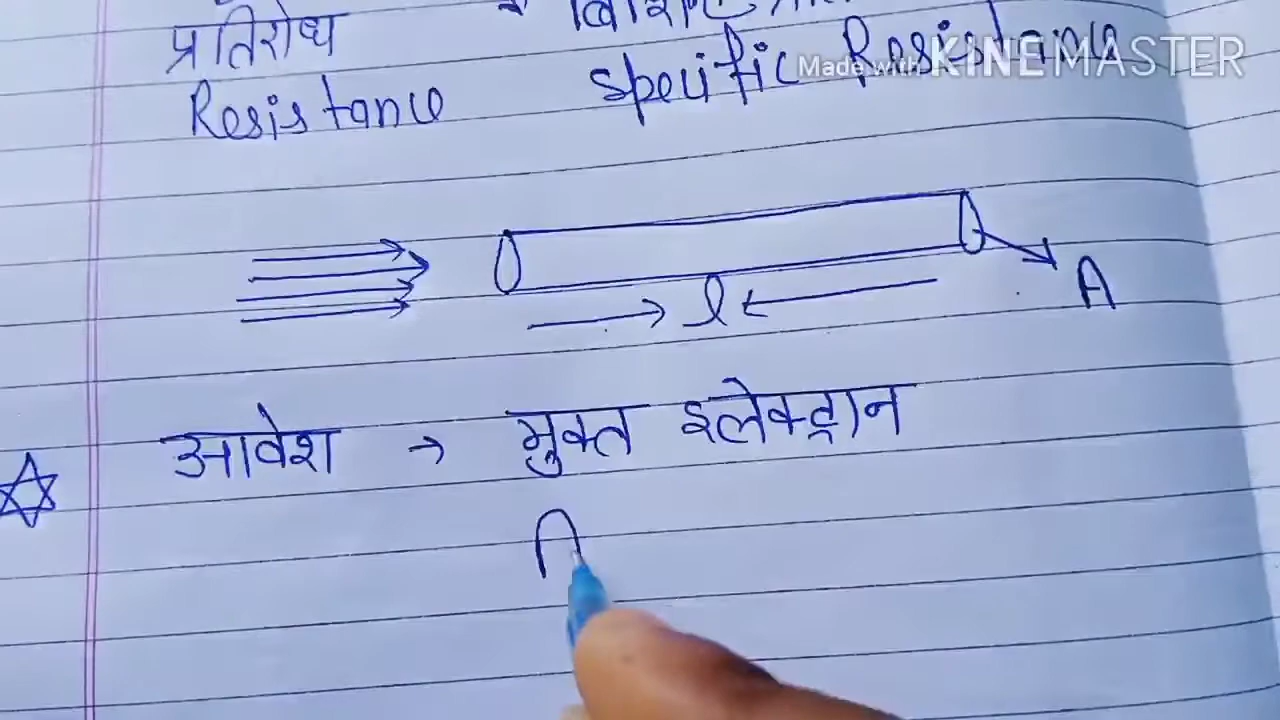 प्रतिरोध
Resistance
specific Resistance
Made with KINEMASTER
l
A
आवेश → मुक्त इलेक्ट्रान